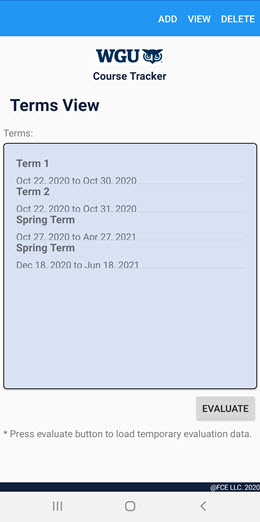 ADD VIEW DELETE
WGU
Course Tracker
Terms View
Terms:
Term 1
Oct 22, 2020 to Oct 30, 2020
Term 2
Oct 22, 2020 to Oct 31, 2020
Spring Term
Oct 27, 2020 to Apr 27, 2021
Spring Term
Dec 18, 2020 to Jun 18, 2021
EVALUATE
* Press evaluate button to load temporary evaluation data.
@FCE LLC. 2020